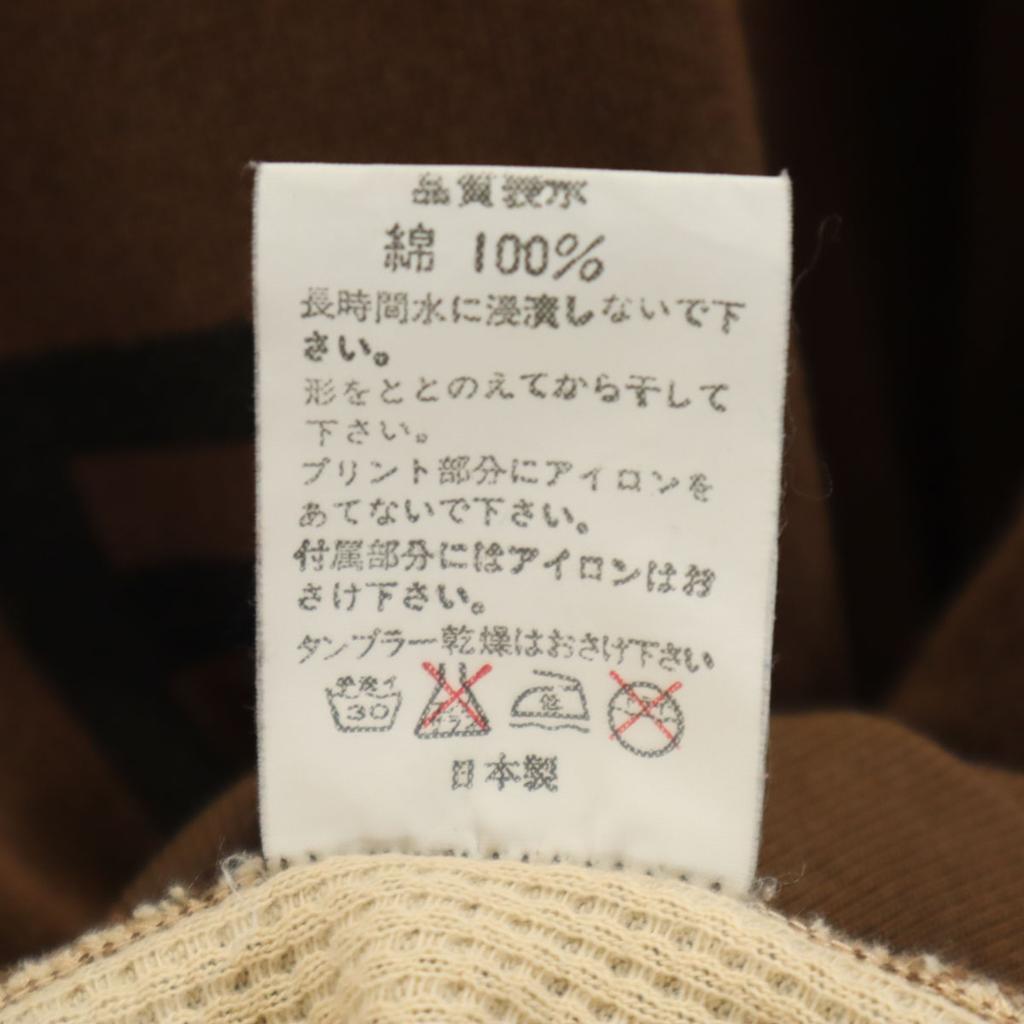 品質表示
綿 100%
長時間水に浸漬しないで下
さい。
形をととのえてから干して
下さい。
プリント部分にアイロンを
あてないで下さい。
付属部分にはアイロンはお
さけ下さい。
タンブラー乾燥はおさけ下さい
手洗イ
30
低
日本製